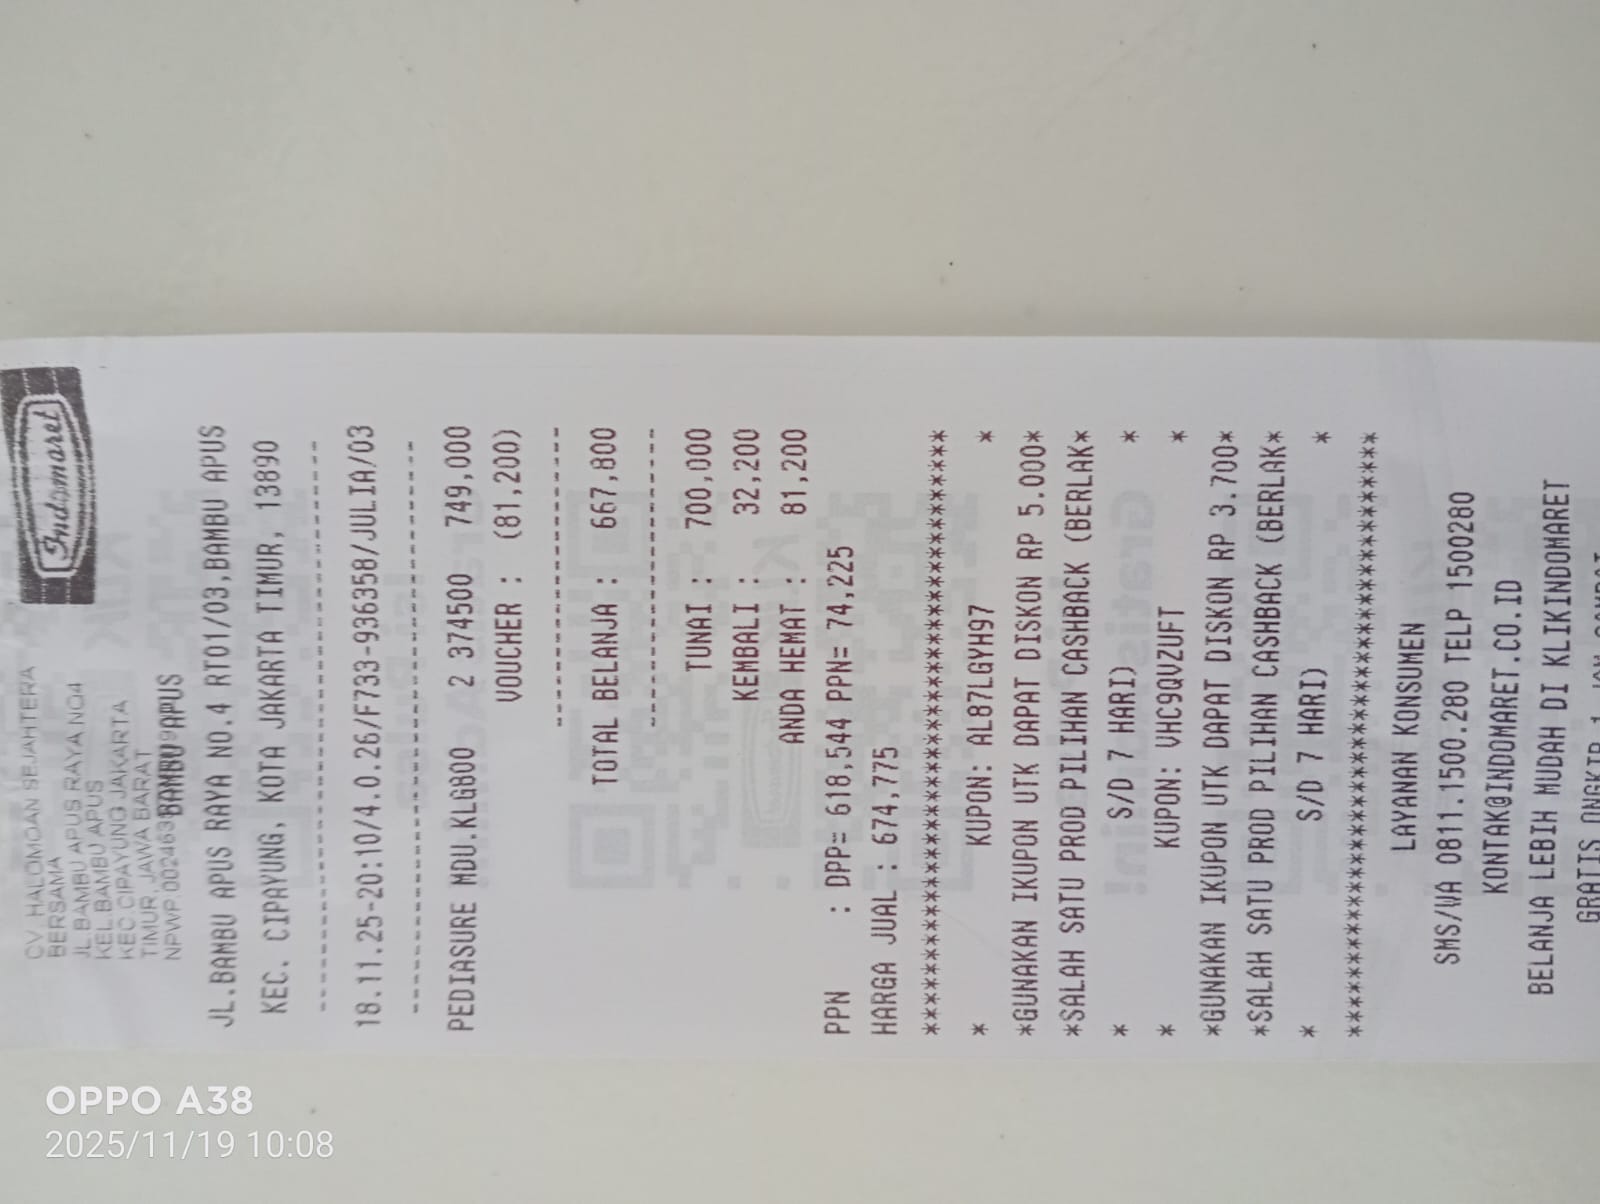 Indomaret
CV. HALOMOAN SEJAHTERA
BERSAMA
JL.BAMBU APUS RAYA NO4
KEL.BAMBU APUS
KEC.CIPAYUNG JAKARTA
TIMUR JAWA BARAT
BAMBU APUS
JL.BAMBU APUS RAYA NO.4 RT01/03,BAMBU APUS
KEC. CIPAYUNG, KOTA JAKARTA TIMUR, 13890
18.11.25-20:10/4.0.26/F733-936358/JULIA/03
PEDIASURE MDU.KLG800 2 374500 749,000
VOUCHER : (81,200)
TOTAL BELANJA : 667,800
TUNAI : 700,000
KEMBALI : 32,200
ANDA HEMAT : 81,200
PPN : DPP= 618,544 PPN= 74,225
HARGA JUAL : 674,775
******************************************
* KUPON: AL87LGYH97 *
*GUNAKAN IKUPON UTK DAPAT DISKON RP 5.000*
*SALAH SATU PROD PILIHAN CASHBACK (BERLAK*
* S/D 7 HARI) *
* KUPON: VHC9QVZUFT *
*GUNAKAN IKUPON UTK DAPAT DISKON RP 3.700*
*SALAH SATU PROD PILIHAN CASHBACK (BERLAK*
* S/D 7 HARI) *
******************************************
LAYANAN KONSUMEN
SMS/WA 0811.1500.280 TELP 1500280
KONTAK@INDOMARET.CO.ID
BELANJA LEBIH MUDAH DI KLIKINDOMARET
GRATIS ONGKIR 1 JAM SAMPAI
OPPO A38
2025/11/19 10:08